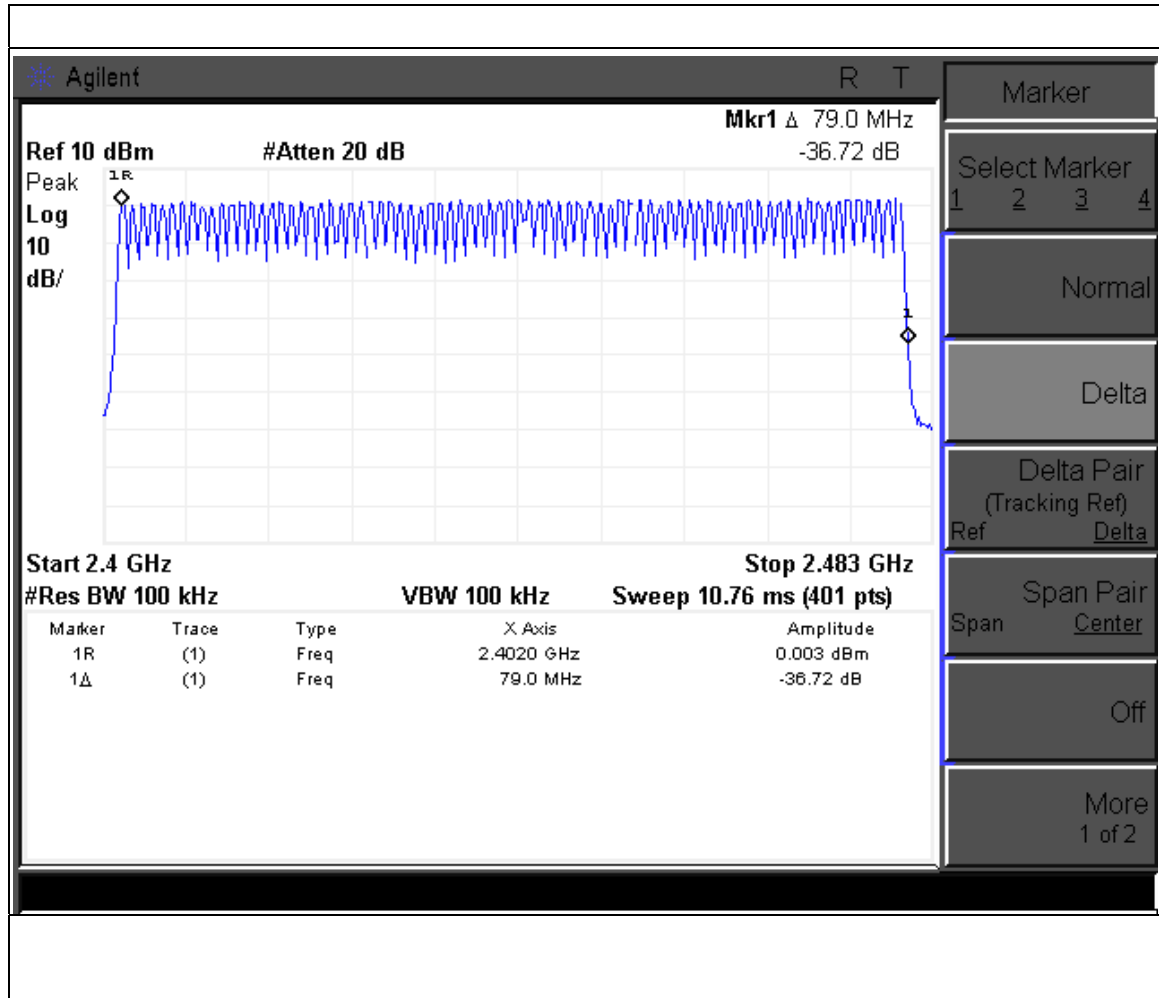 Agilent R T
Mkr1 Δ 79.0 MHz
Ref 10 dBm #Atten 20 dB -36.72 dB
Peak
Log
10
dB/
1R
1
Start 2.4 GHz Stop 2.483 GHz
#Res BW 100 kHz VBW 100 kHz Sweep 10.76 ms (401 pts)
Marker Trace Type X Axis Amplitude
1R (1) Freq 2.4020 GHz 0.003 dBm
1Δ (1) Freq 79.0 MHz -36.72 dB
Marker
Select Marker
1 2 3 4
Normal
Delta
Delta Pair
(Tracking Ref)
Ref Delta
Span Pair
Span Center
Off
More
1 of 2